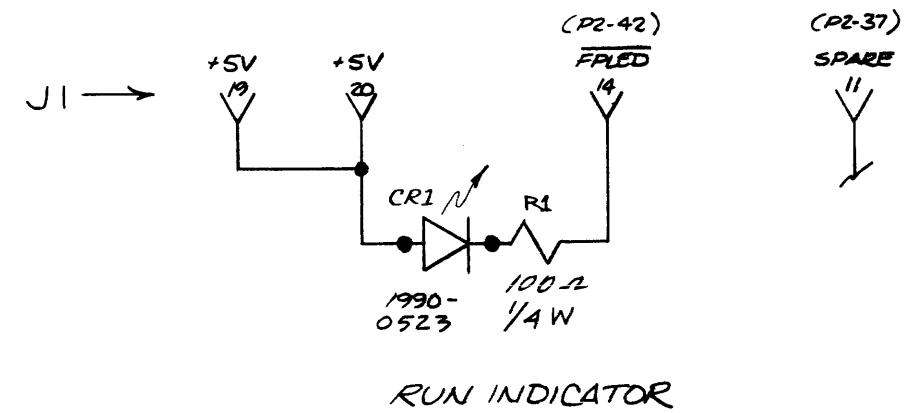 (P2-42)
(P2-37)
+5V
+5V
FPLED
SPARE
J1
19
20
14
11
CR1
R1
1990-
0523
100Ω
1/4 W
RUN INDICATOR